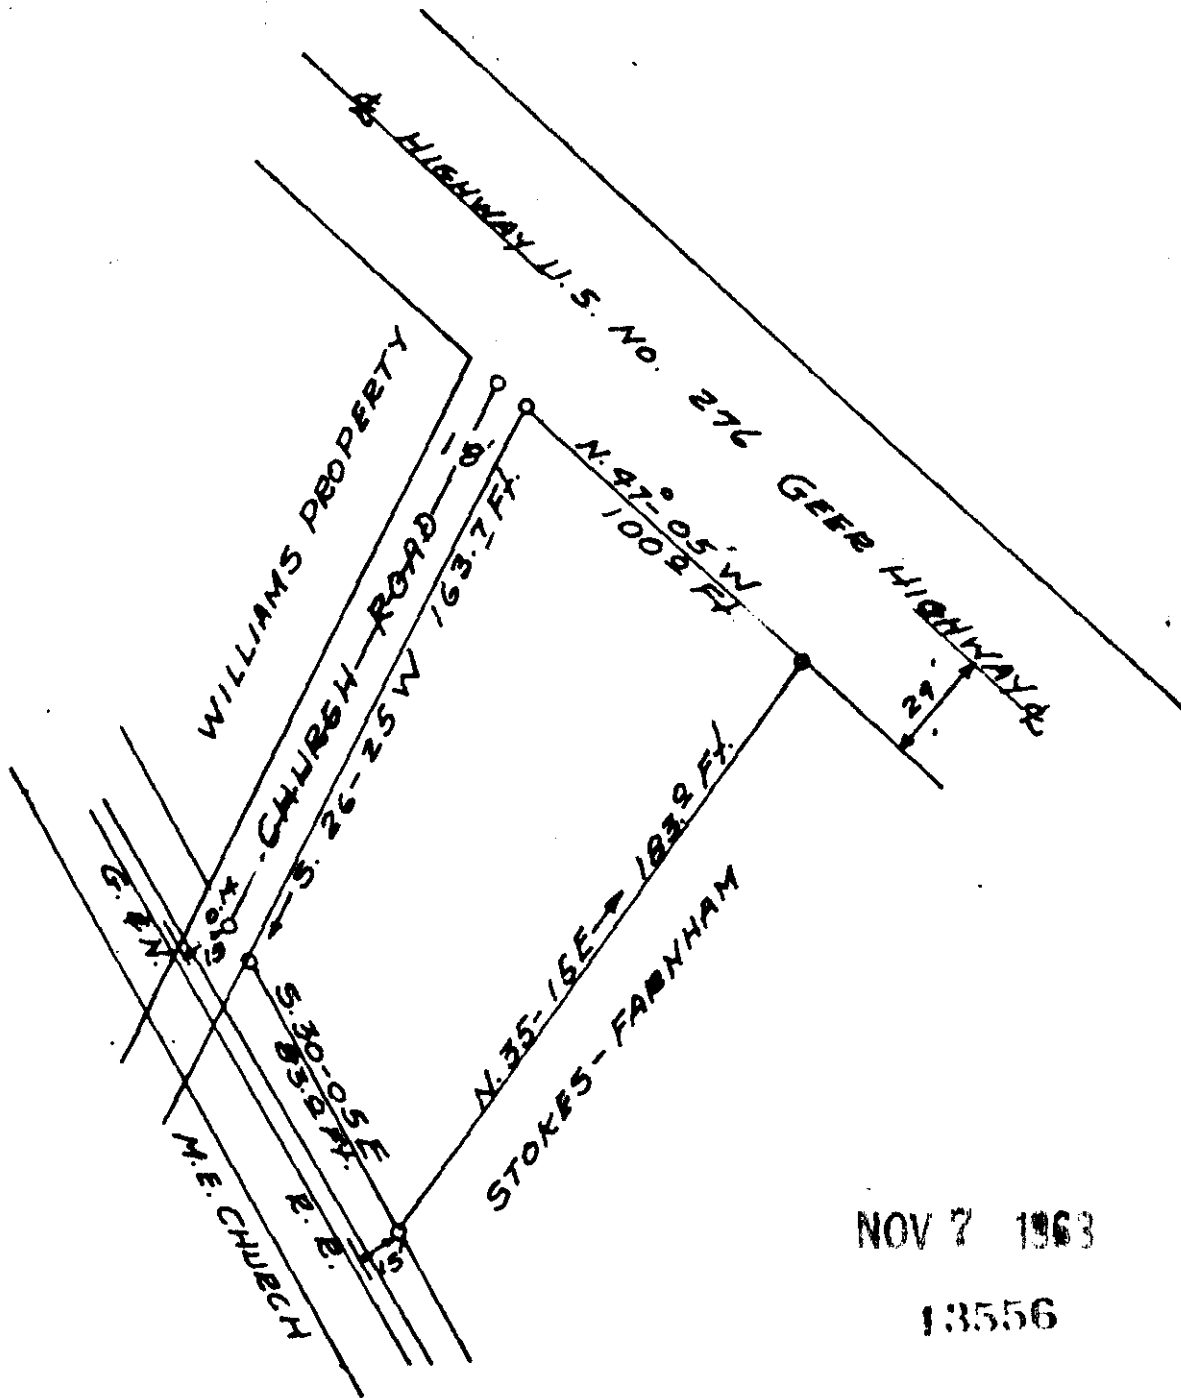 ℄ HIGHWAY U.S. NO. 276 GEER HIGHWAY ℄
WILLIAMS PROPERTY
CHURCH ROAD
8'
N. 47°-05' W
100.0 Ft
S. 26-25 W 163.7 Ft.
29'
G. & N.
15'
S. 30-05 E
83.0 Ft.
N. 35-15 E 183.0 Ft.
STOKES-FARNHAM
R. R.
15'
M.E. CHURCH
NOV 7 1963
13556